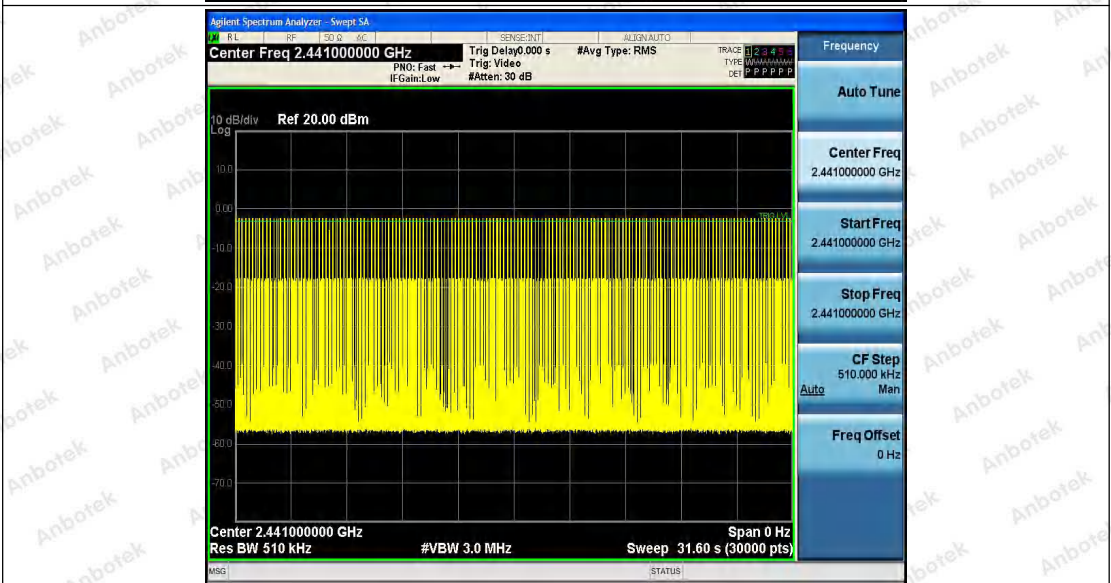 Agilent Spectrum Analyzer - Swept SA
RL RF 50 Ω AC SENSE:INT ALIGNAUTO
Center Freq 2.441000000 GHz
PNO: Fast
IFGain:Low
Trig Delay0.000 s
Trig: Video
#Atten: 30 dB
#Avg Type: RMS
TRACE 1 2 3 4 5 6
TYPE
DET P P P P P P
10 dB/div Ref 20.00 dBm
Log
10.0
0.00
-10.0
-20.0
-30.0
-40.0
-50.0
-60.0
-70.0
TRIG LVL
Center 2.441000000 GHz Span 0 Hz
Res BW 510 kHz #VBW 3.0 MHz Sweep 31.60 s (30000 pts)
MSG STATUS
Frequency
Auto Tune
Center Freq
2.441000000 GHz
Start Freq
2.441000000 GHz
Stop Freq
2.441000000 GHz
CF Step
510.000 kHz
Auto Man
Freq Offset
0 Hz
Anbotek